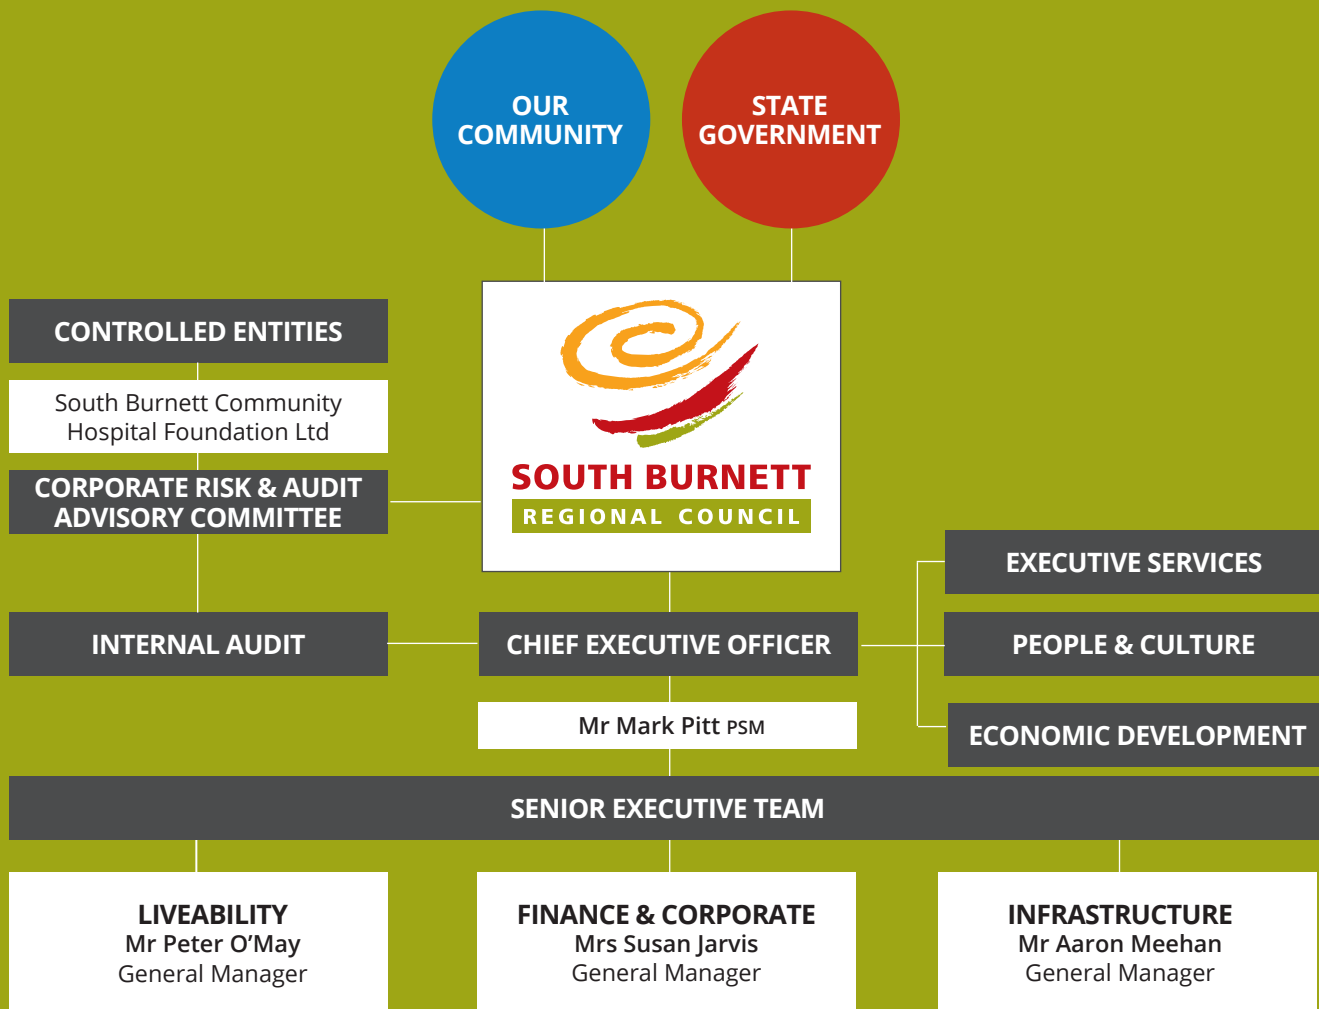 OUR
COMMUNITY
STATE
GOVERNMENT
CONTROLLED ENTITIES
South Burnett Community
Hospital Foundation Ltd
CORPORATE RISK & AUDIT
ADVISORY COMMITTEE
INTERNAL AUDIT
SOUTH BURNETT
REGIONAL COUNCIL
CHIEF EXECUTIVE OFFICER
Mr Mark Pitt PSM
EXECUTIVE SERVICES
PEOPLE & CULTURE
ECONOMIC DEVELOPMENT
SENIOR EXECUTIVE TEAM
LIVEABILITY
Mr Peter O’May
General Manager
FINANCE & CORPORATE
Mrs Susan Jarvis
General Manager
INFRASTRUCTURE
Mr Aaron Meehan
General Manager